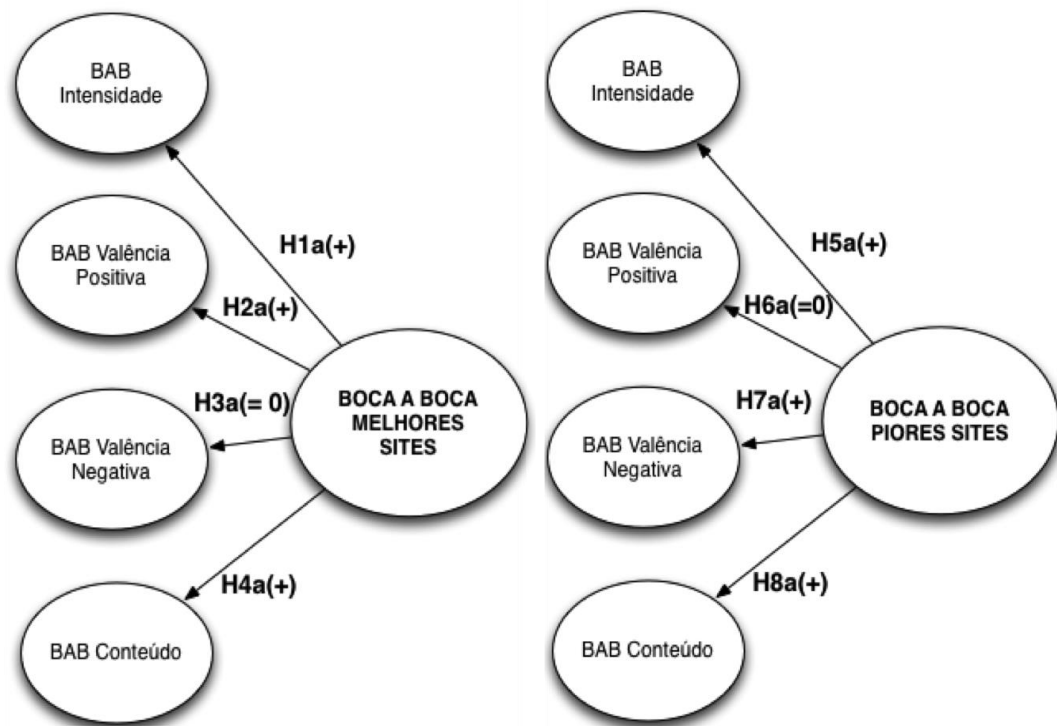 BAB
Intensidade
H1a(+)
BAB Valência
Positiva
H2a(+)
H3a(= 0)
BAB Valência
Negativa
BOCA A BOCA
MELHORES
SITES
H4a(+)
BAB Conteúdo
BAB
Intensidade
H5a(+)
BAB Valência
Positiva
H6a(=0)
H7a(+)
BAB Valência
Negativa
BOCA A BOCA
PIORES SITES
H8a(+)
BAB Conteúdo